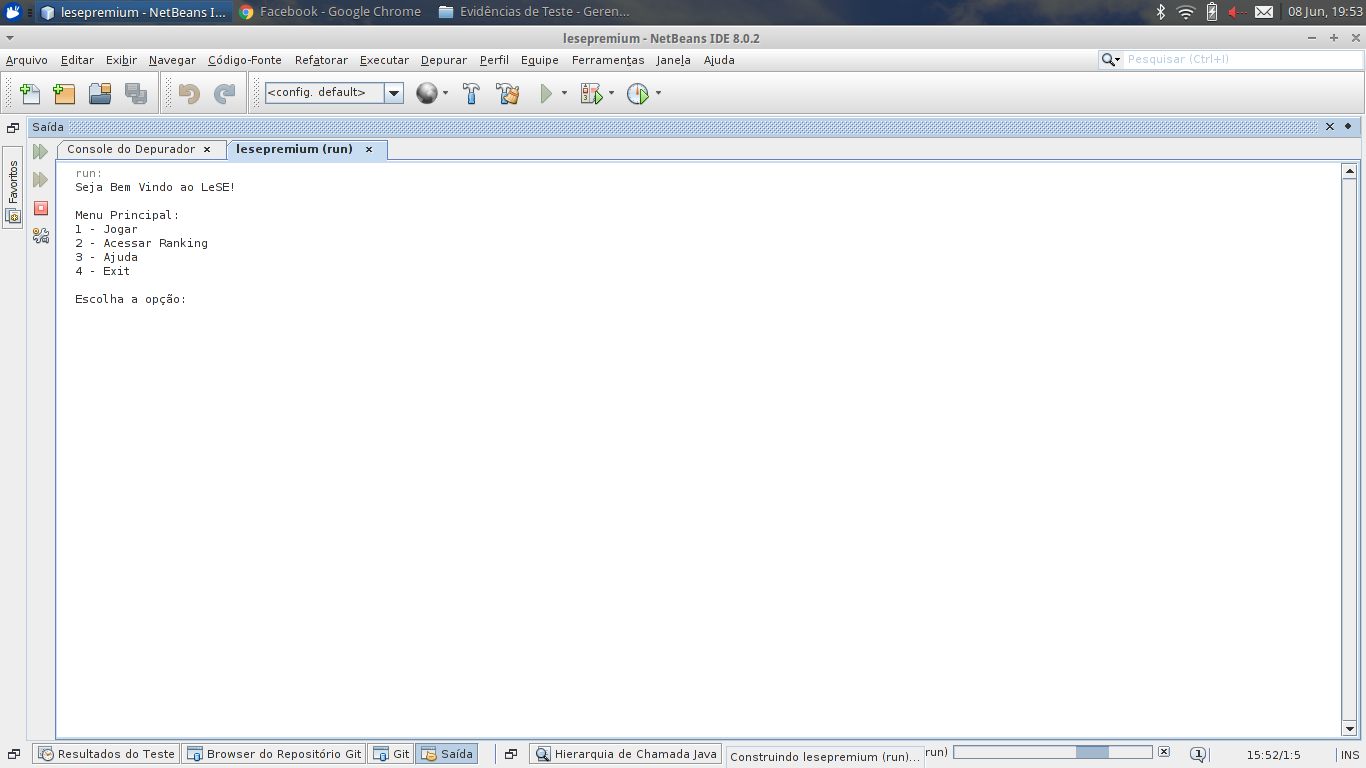 lesepremium - NetBeans I... Facebook - Google Chrome Evidências de Teste - Geren... 08 Jun, 19:53
lesepremium - NetBeans IDE 8.0.2
Arquivo Editar Exibir Navegar Código-Fonte Refatorar Executar Depurar Perfil Equipe Ferramentas Janela Ajuda Pesquisar (Ctrl+I)
<config. default>
Saída
Console do Depurador lesepremium (run)
Favoritos
run:
Seja Bem Vindo ao LeSE!
Menu Principal:
1 - Jogar
2 - Acessar Ranking
3 - Ajuda
4 - Exit
Escolha a opção:
Resultados do Teste Browser do Repositório Git Git Saída Hierarquia de Chamada Java Construindo lesepremium (run)... run) 1 15:52/1:5 INS